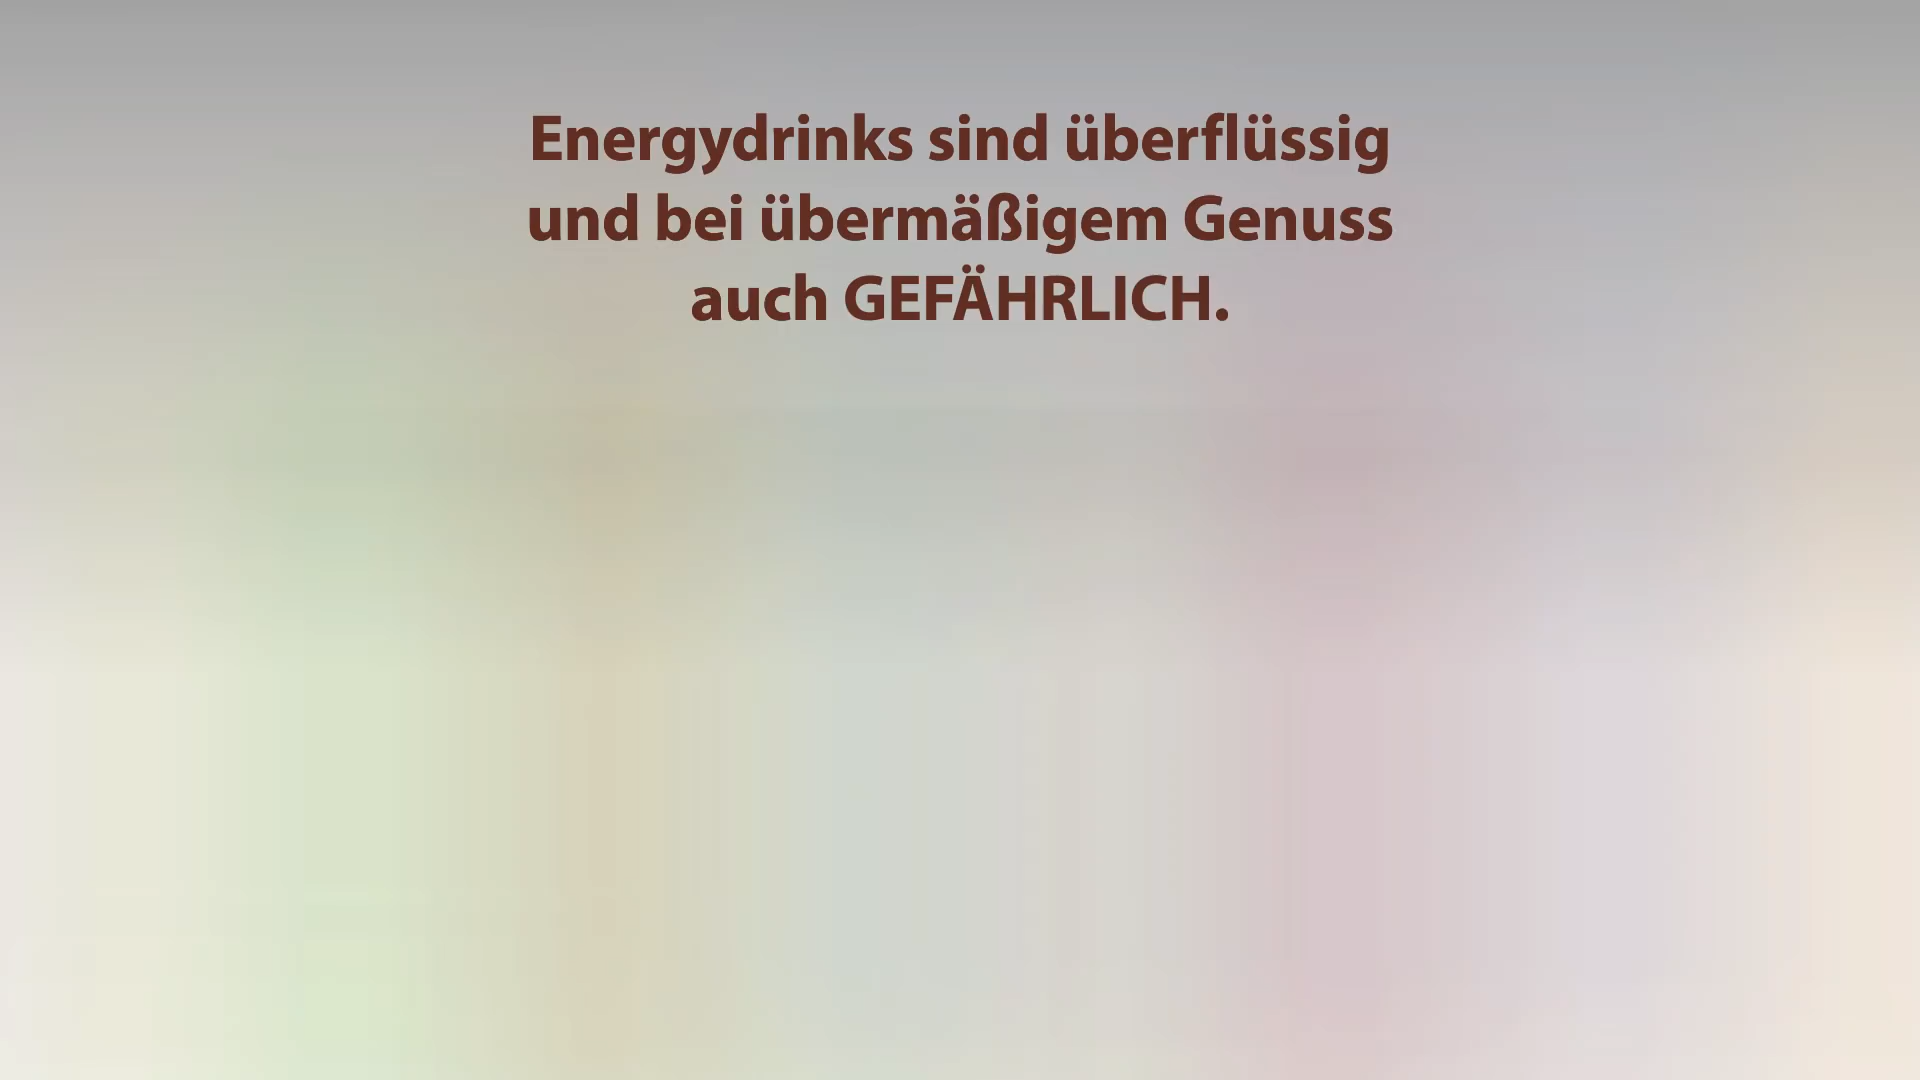 Energydrinks sind überflüssig
und bei übermäßigem Genuss
auch GEFÄHRLICH.